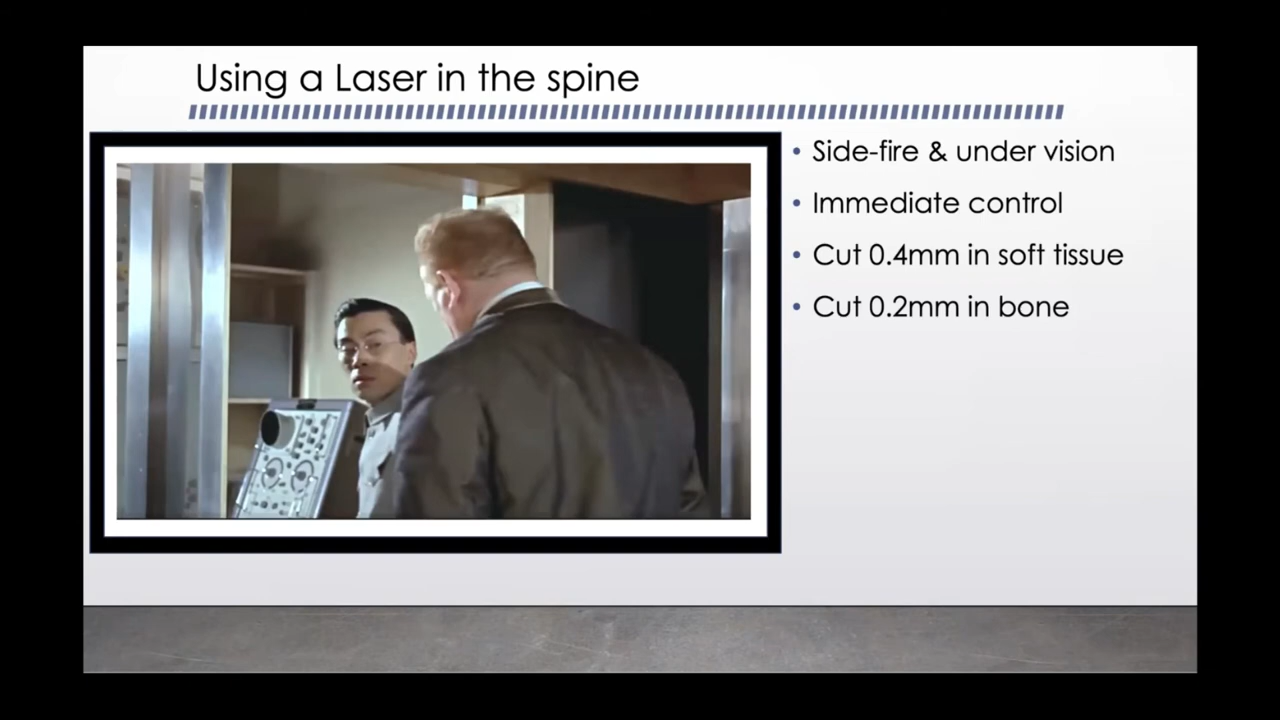 Using a Laser in the spine
• Side-fire & under vision
• Immediate control
• Cut 0.4mm in soft tissue
• Cut 0.2mm in bone